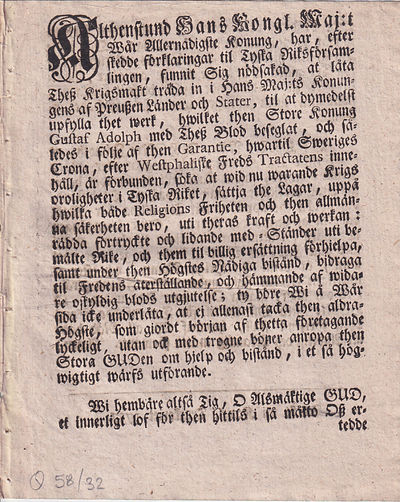 Althenstund Hans Kongl. Maj:t
Wår Allernådigste Konung, har, efter
skedde förklaringar til Tyska Riksförsam-
lingen, funnit Sig nödsakad, at låta
Theß Krigsmakt träda in i Hans Maj:ts Konun-
gens af Preußen Länder och Stater, til at dymedelst
upfylla thet werk, hwilket then Store Konung
Gustaf Adolph med Theß Blod beseglat, och så-
ledes i följe af then Garantie, hwartil Sweriges
Crona, efter Westphaliske Freds Tractatens inne-
håll, är förbunden, söka at wid nu warande Krigs
oroligheter i Tyska Riket, sättja the Lagar, uppå
hwilka både Religions Friheten och then allmän-
na säkerheten bero, uti theras kraft och werkan:
rädda förtryckte och lidande med-Ständer uti be-
mälte Rike, och them til billig ersättning förhielpa,
samt under then Högstes Nådiga bistånd, bidraga
til Fredens återställande, och hämmande af wida-
re oskyldig blods utgjutelse; ty böre Wi å Wår
sida icke underlåta, at ej allenast tacka then aldra-
Högste, som giordt början af thetta företagande
lyckeligt, utan ock med trogne böner anropa then
Stora GUDen om hjelp och bistånd, i et så hög-
wigtigt wärfs utförande.
Wi hembäre altså Tig, O Alsmäktige GUD,
et innerligt lof för then hittils i så måtto Oß er-
tedde
Q 58/32